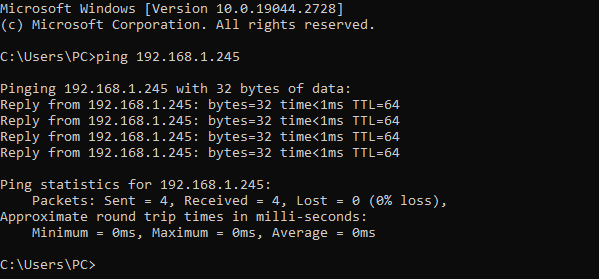 Microsoft Windows [Version 10.0.19044.2728]
(c) Microsoft Corporation. All rights reserved.
C:\Users\PC>ping 192.168.1.245
Pinging 192.168.1.245 with 32 bytes of data:
Reply from 192.168.1.245: bytes=32 time<1ms TTL=64
Reply from 192.168.1.245: bytes=32 time<1ms TTL=64
Reply from 192.168.1.245: bytes=32 time<1ms TTL=64
Reply from 192.168.1.245: bytes=32 time<1ms TTL=64
Ping statistics for 192.168.1.245:
    Packets: Sent = 4, Received = 4, Lost = 0 (0% loss),
Approximate round trip times in milli-seconds:
    Minimum = 0ms, Maximum = 0ms, Average = 0ms
C:\Users\PC>